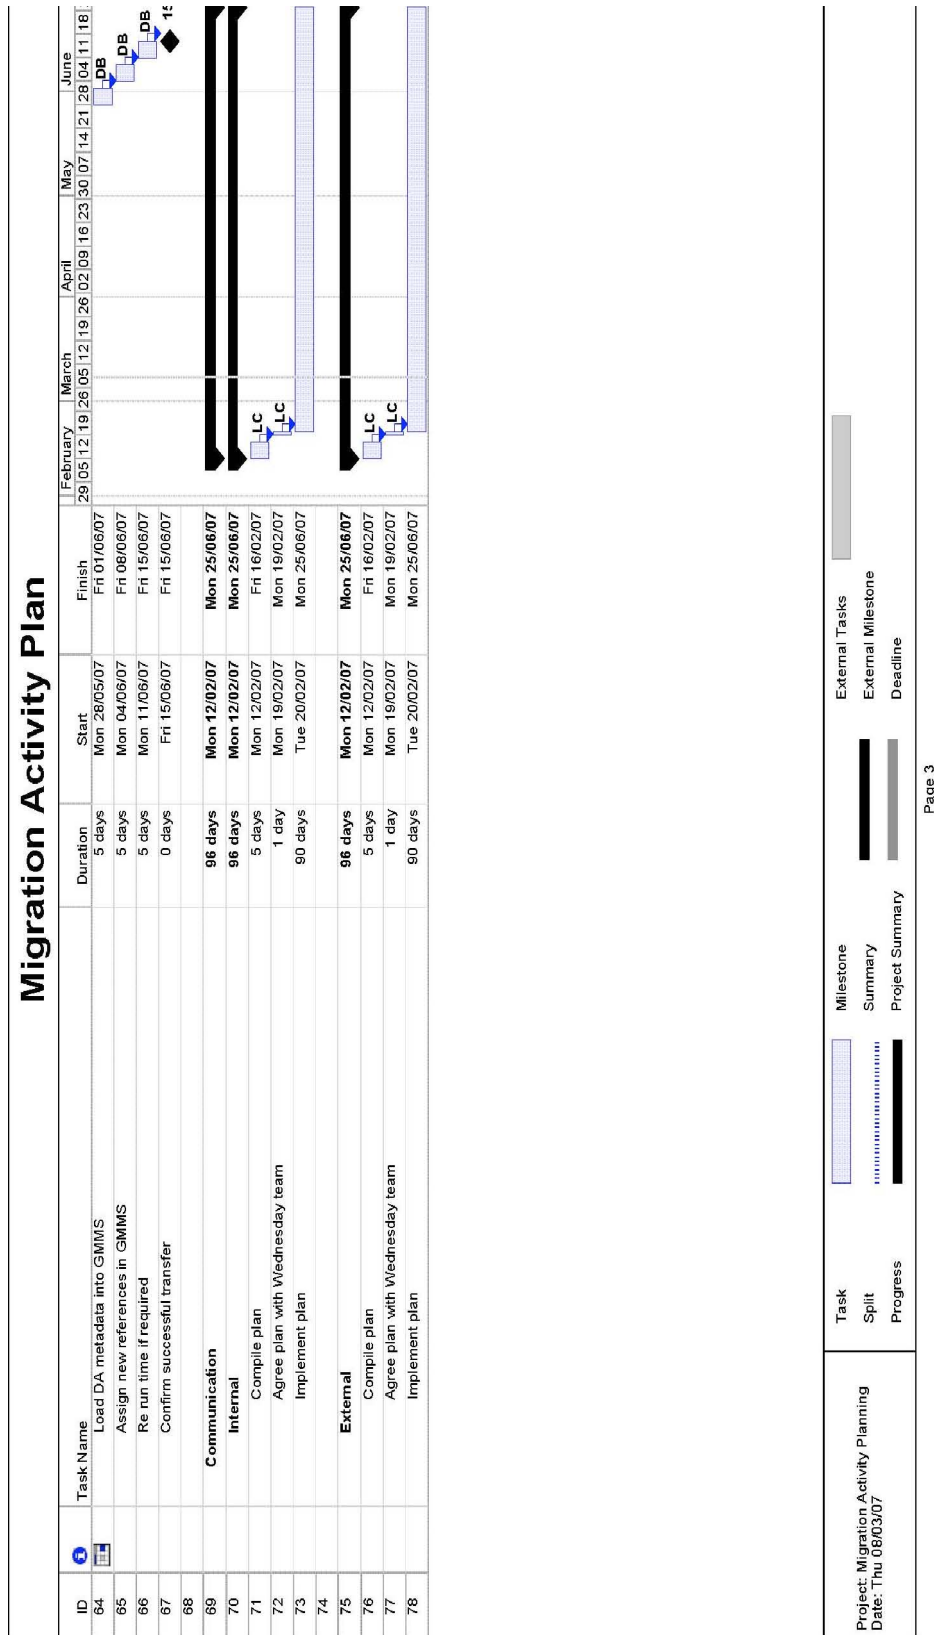 Migration Activity Plan
ID Task Name Duration Start Finish February March April May June
29 05 12 19 26 05 12 19 26 02 09 16 23 30 07 14 21 28 04 11 18
64 Load DA metadata into GMMS 5 days Mon 28/05/07 Fri 01/06/07 DB
65 Assign new references in GMMS 5 days Mon 04/06/07 Fri 08/06/07 DB
66 Re run time if required 5 days Mon 11/06/07 Fri 15/06/07 DB
67 Confirm successful transfer 0 days Fri 15/06/07 Fri 15/06/07 15
68
69 Communication 96 days Mon 12/02/07 Mon 25/06/07
70 Internal 96 days Mon 12/02/07 Mon 25/06/07
71 Compile plan 5 days Mon 12/02/07 Fri 16/02/07 LC
72 Agree plan with Wednesday team 1 day Mon 19/02/07 Mon 19/02/07 LC
73 Implement plan 90 days Tue 20/02/07 Mon 25/06/07
74
75 External 96 days Mon 12/02/07 Mon 25/06/07
76 Compile plan 5 days Mon 12/02/07 Fri 16/02/07 LC
77 Agree plan with Wednesday team 1 day Mon 19/02/07 Mon 19/02/07 LC
78 Implement plan 90 days Tue 20/02/07 Mon 25/06/07
Project: Migration Activity Planning
Date: Thu 08/03/07
Task Milestone External Tasks
Split Summary External Milestone
Progress Project Summary Deadline
Page 3